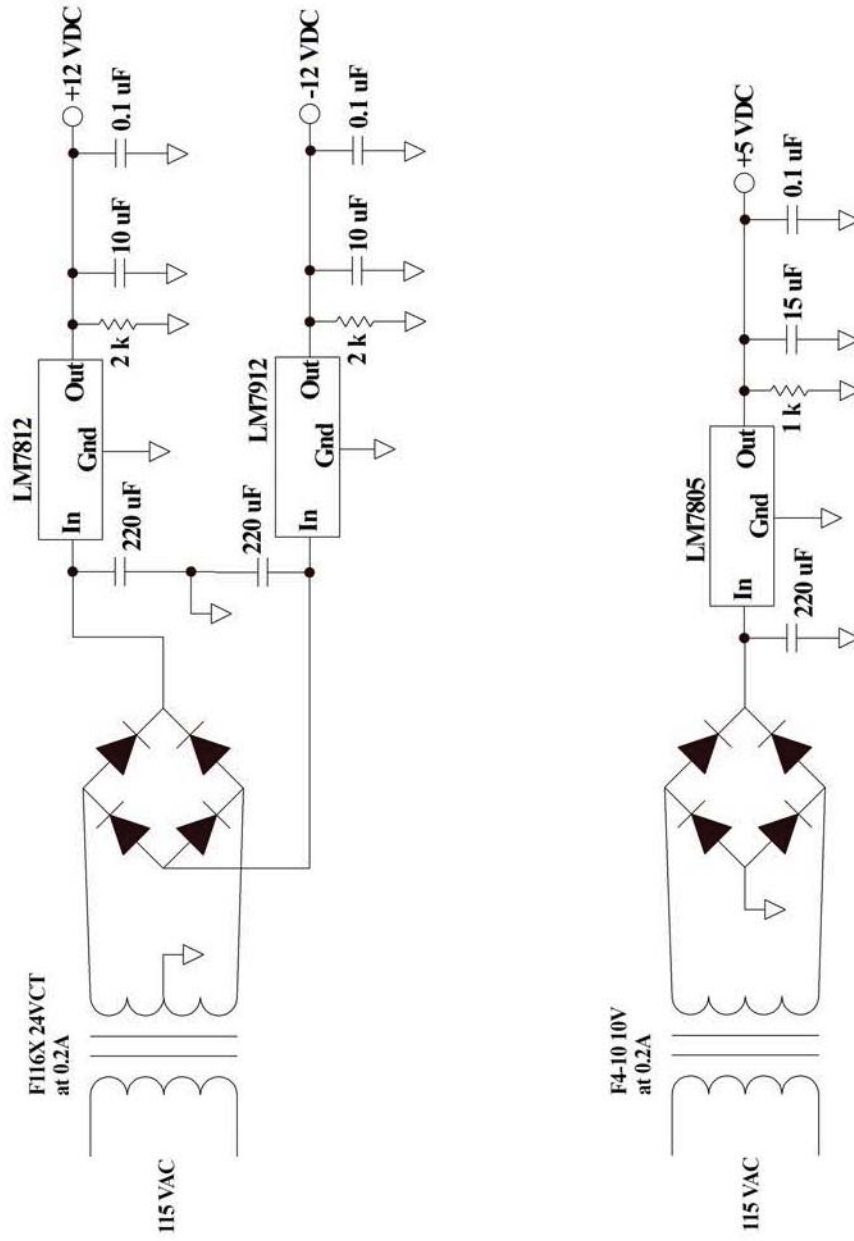 115 VAC
F116X 24VCT
at 0.2A
LM7812
In
Gnd
Out
220 uF
2 k
10 uF
0.1 uF
+12 VDC
220 uF
LM7912
In
Gnd
Out
2 k
10 uF
0.1 uF
-12 VDC
115 VAC
F4-10 10V
at 0.2A
LM7805
In
Gnd
Out
220 uF
1 k
15 uF
0.1 uF
+5 VDC